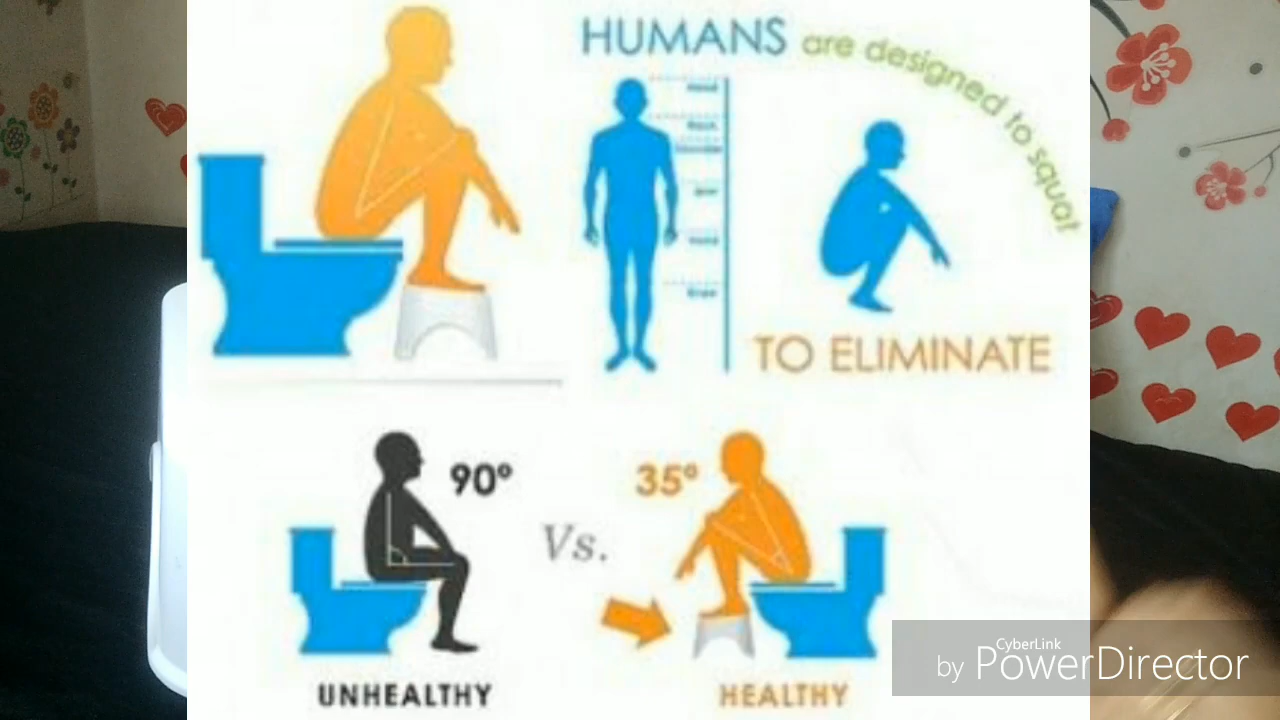 HUMANS are designed to squat
TO ELIMINATE
90°
Vs.
35°
UNHEALTHY
HEALTHY
CyberLink
by PowerDirector